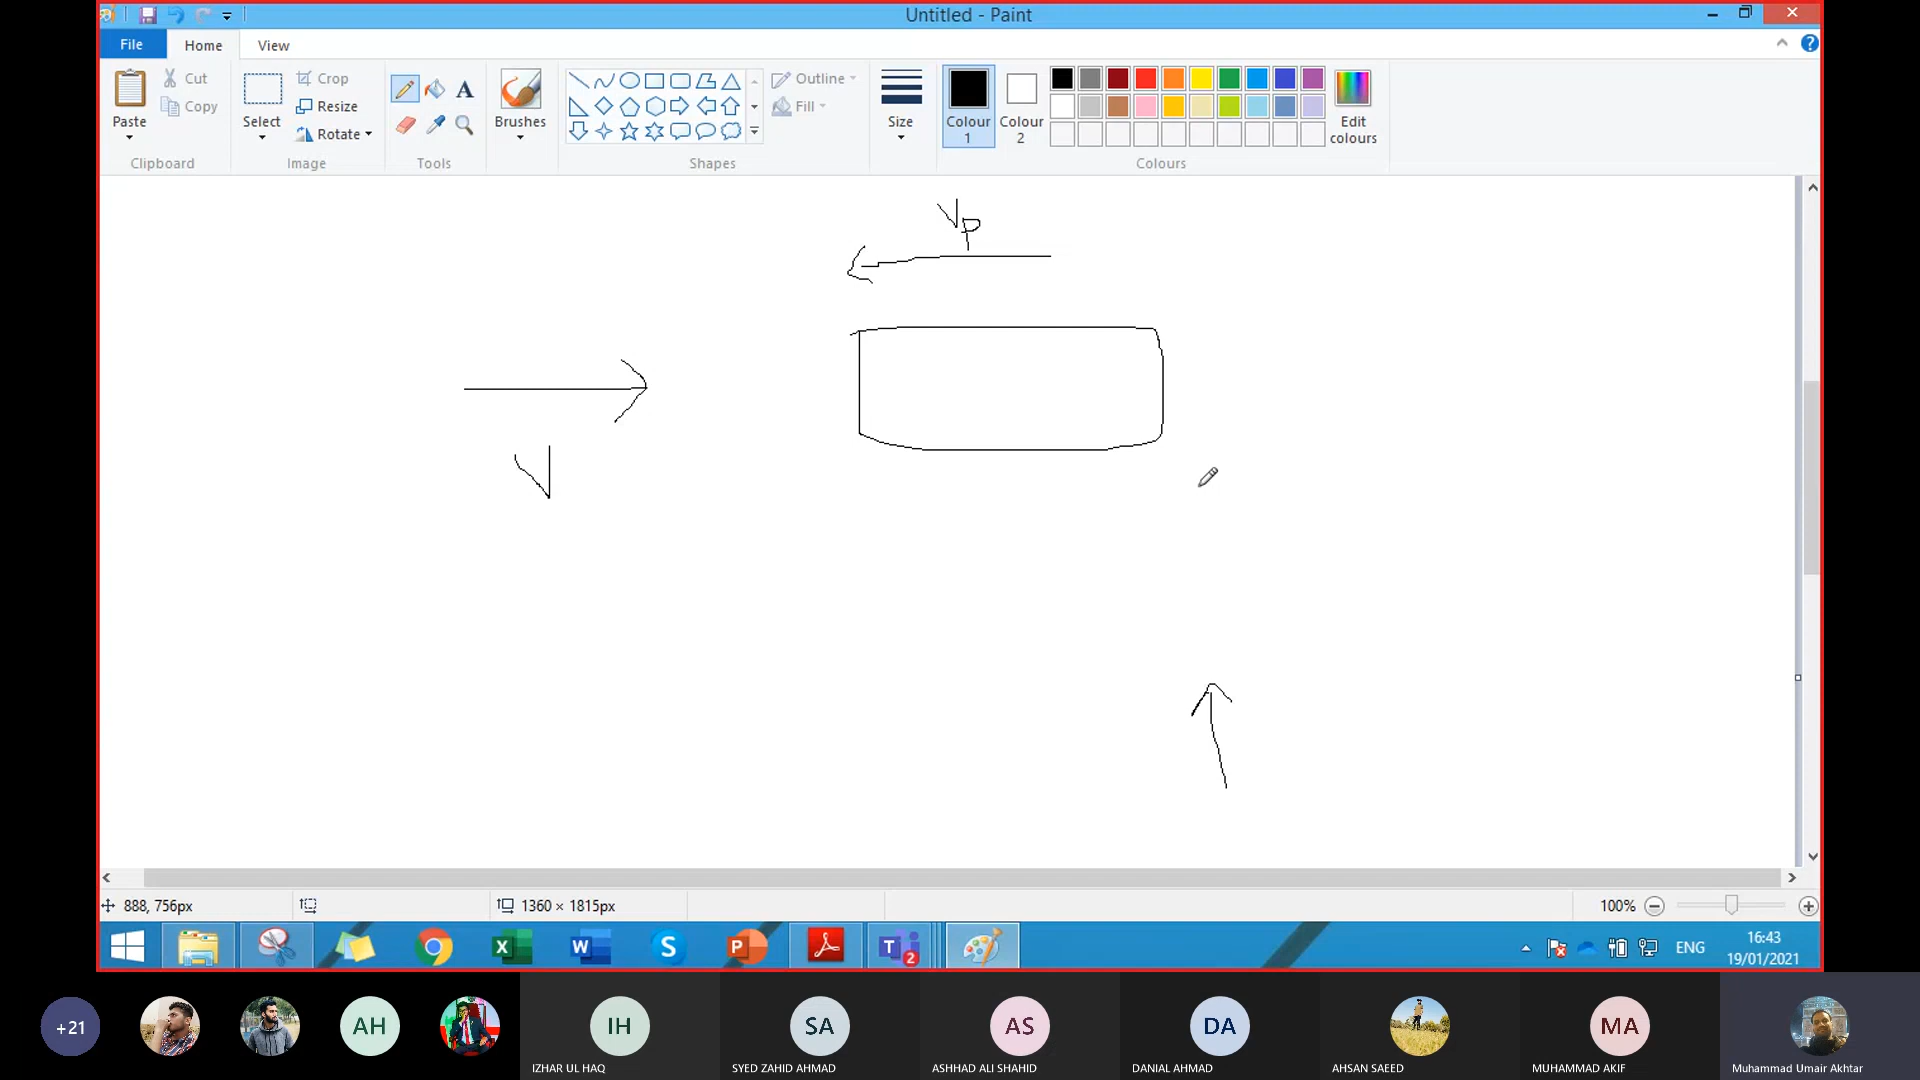 Untitled - Paint
File Home View
Paste Cut Copy Clipboard
Select Crop Resize Rotate Image
Tools
Brushes
Outline Fill Shapes
Size
Colour 1 Colour 2 Edit colours Colours
Vp
V
888, 756px 1360 × 1815px 100%
X W S P T 2 ENG 16:43 19/01/2021
+21 AH IH SA AS DA MA
IZHAR UL HAQ SYED ZAHID AHMAD ASHHAD ALI SHAHID DANIAL AHMAD AHSAN SAEED MUHAMMAD AKIF Muhammad Umair Akhtar